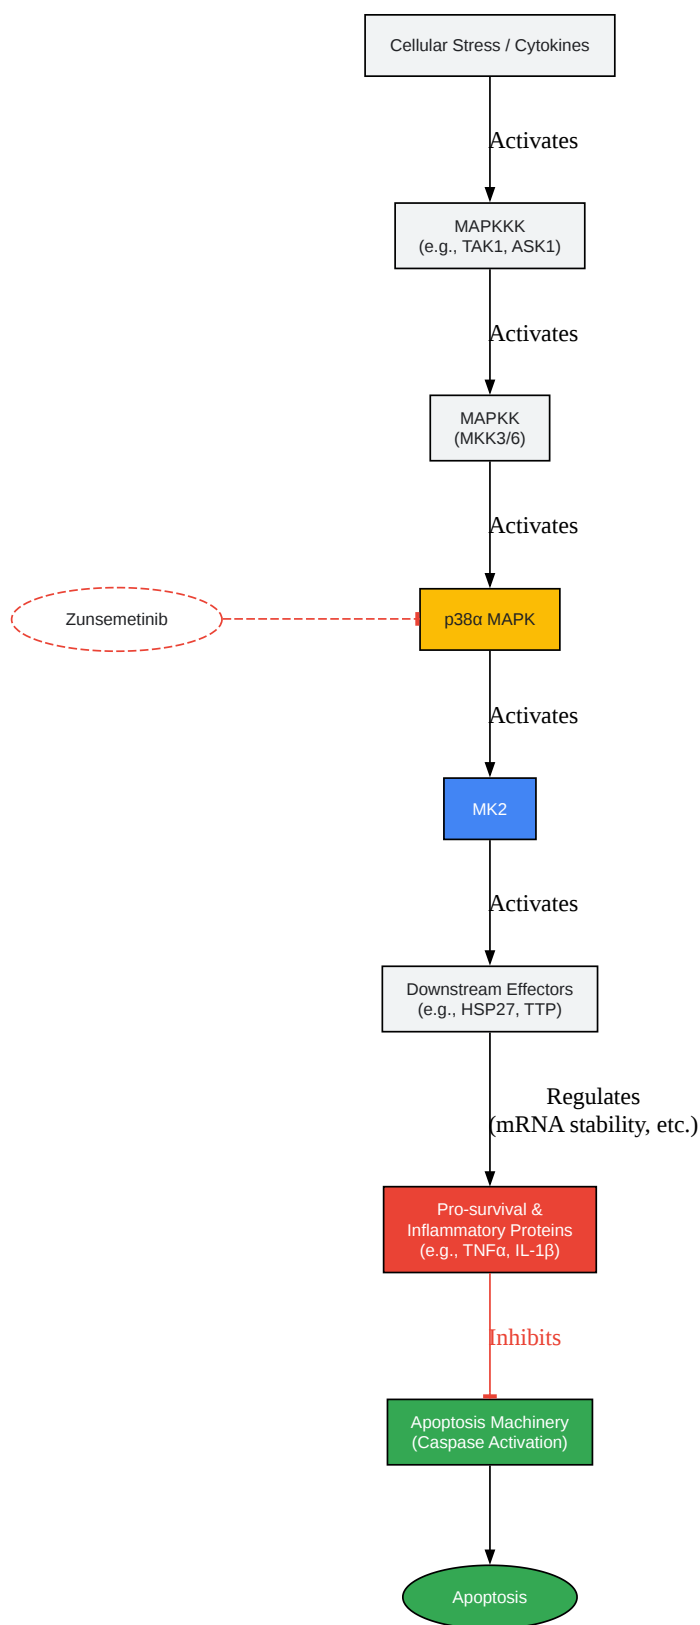 Cellular Stress / Cytokines
Activates
MAPKKK
(e.g., TAK1, ASK1)
Activates
MAPKK
(MKK3/6)
Activates
Zunsemetinib
p38α MAPK
Activates
MK2
Activates
Downstream Effectors
(e.g., HSP27, TTP)
Regulates
(mRNA stability, etc.)
Pro-survival &
Inflammatory Proteins
(e.g., TNFα, IL-1β)
Inhibits
Apoptosis Machinery
(Caspase Activation)
Apoptosis